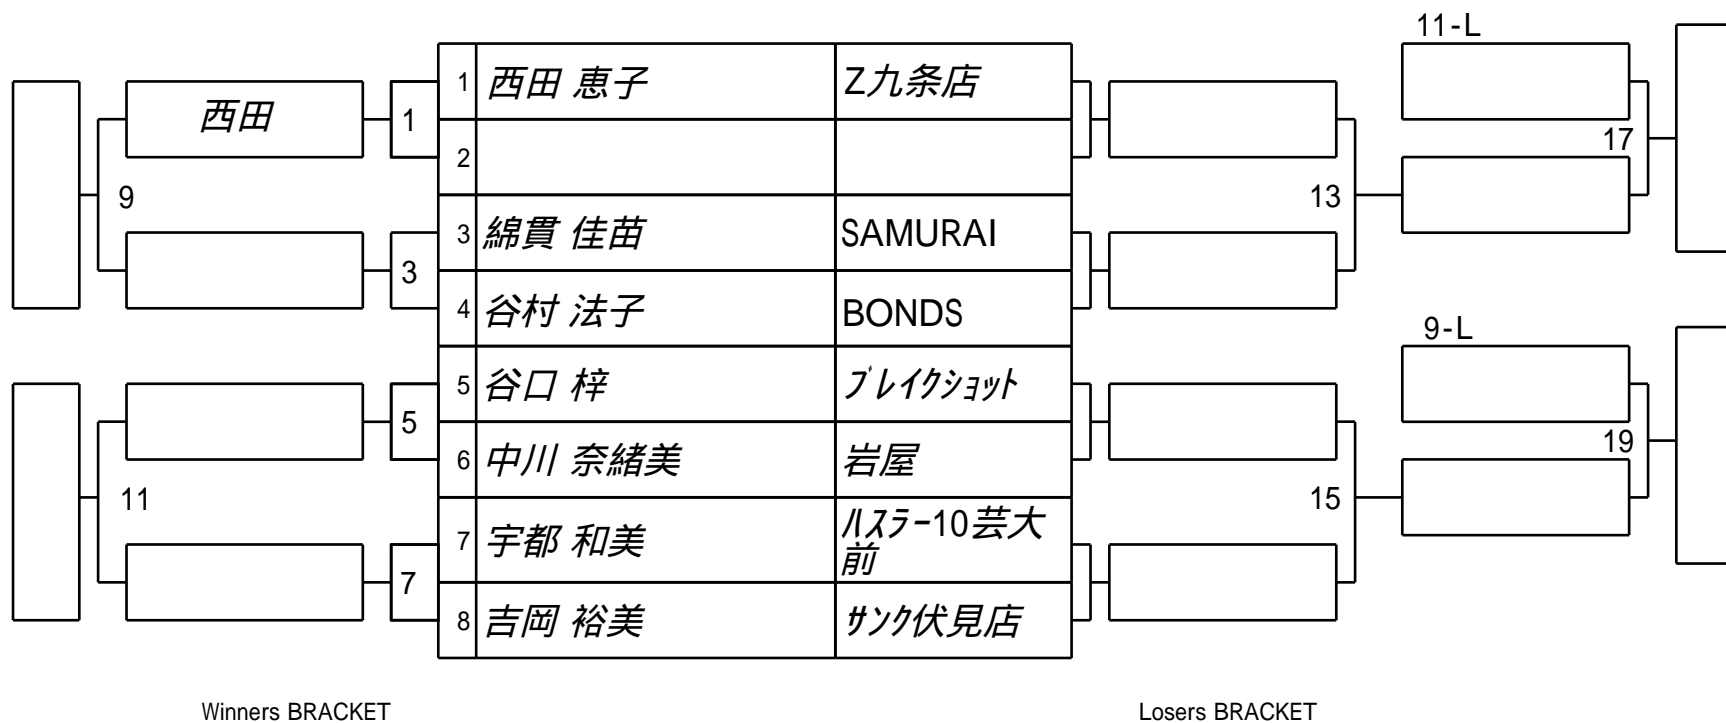 11-L
1 西田 恵子 Z九条店
西田 1
2 17
9 13
3 綿貫 佳苗 SAMURAI
3
4 谷村 法子 BONDS
9-L
5 谷口 梓 ﾌﾞﾚｲｸｼｮｯﾄ
5
6 中川 奈緒美 岩屋 19
11 15
7 宇都 和美 ﾊｽﾗｰ10芸大
前
7
8 吉岡 裕美 ｻﾝｸ伏見店
Winners BRACKET Losers BRACKET